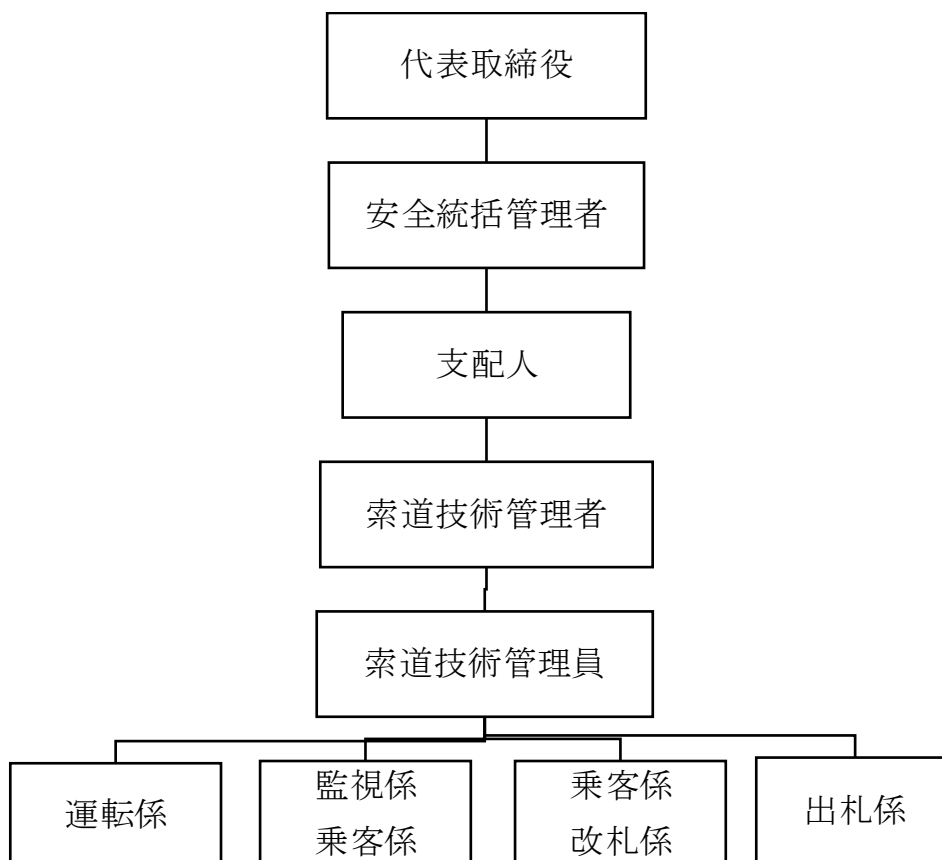 代表取締役
安全統括管理者
支配人
索道技術管理者
索道技術管理員
運転係
監視係
乗客係
乗客係
改札係
出札係